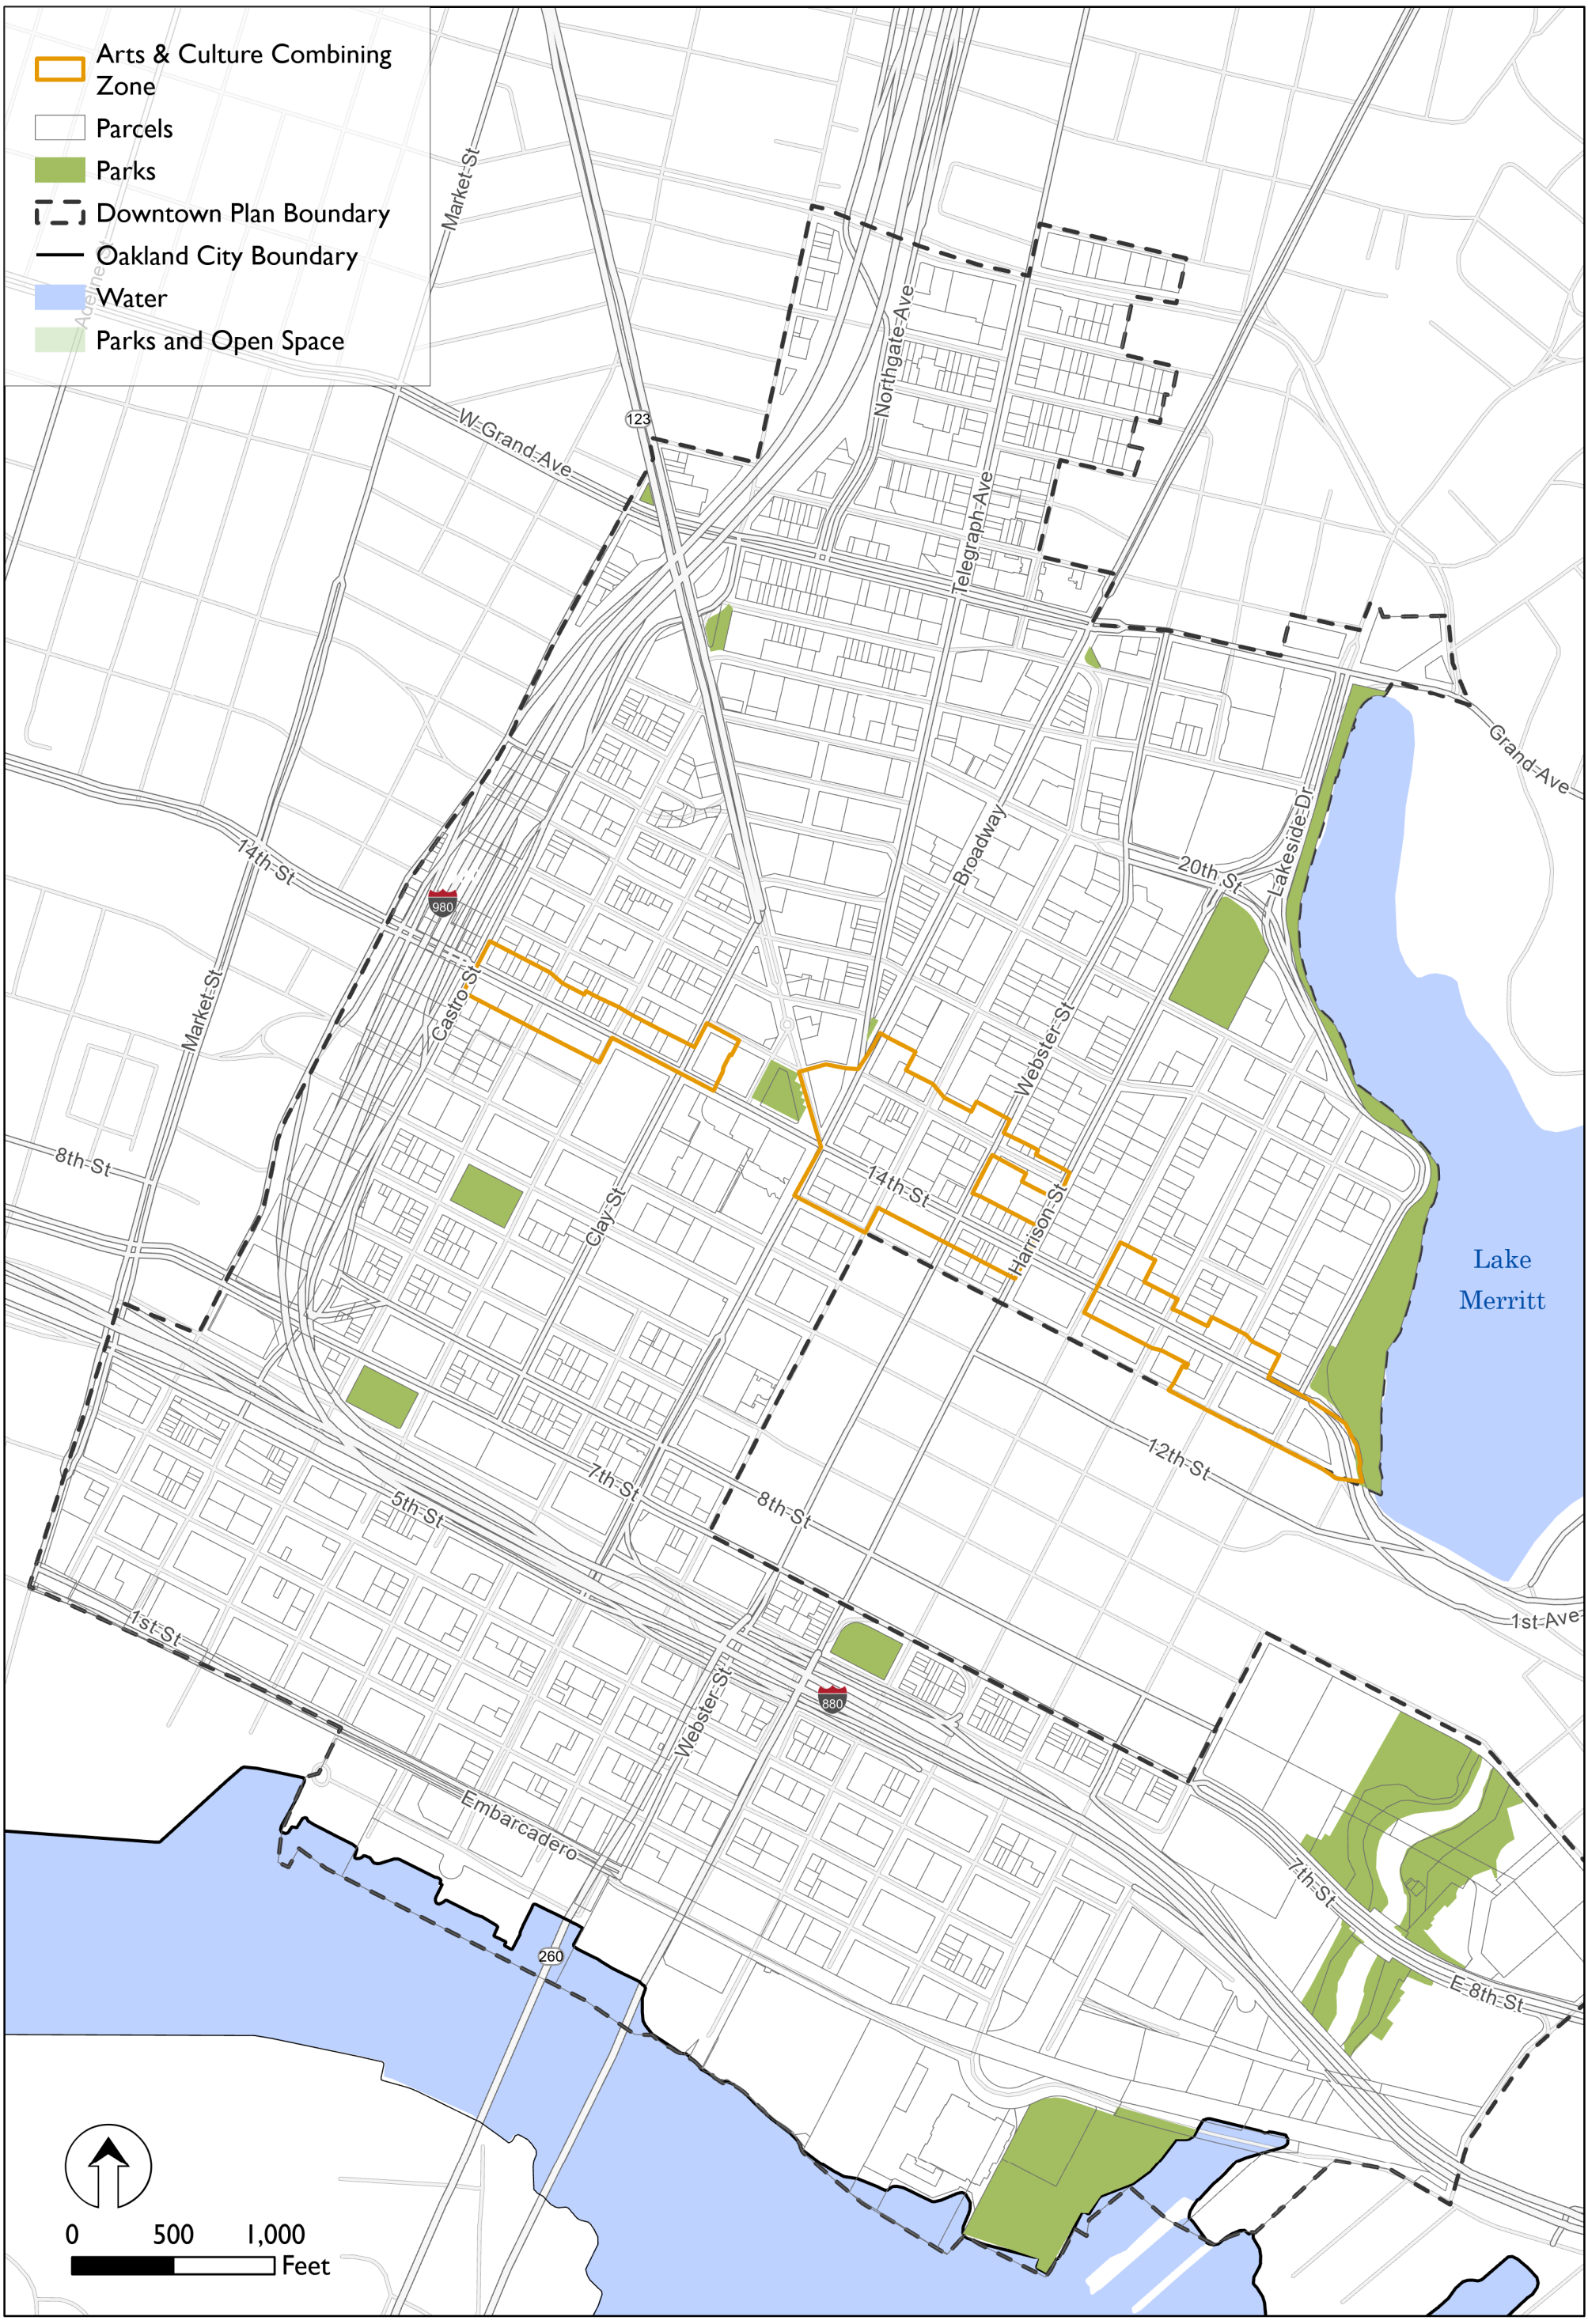 Arts & Culture Combining
Zone
Parcels
Parks
Downtown Plan Boundary
Oakland City Boundary
Water
Parks and Open Space
Adeline St
Market St
123
W Grand Ave
Northgate Ave
Telegraph Ave
Grand Ave
14th St
980
Broadway
20th St
Lakeside Dr
Castro St
Market St
Webster St
8th St
14th St
Clay St
Harrison St
Lake
Merritt
12th St
7th St
8th St
5th St
1st St
1st Ave
Webster St
880
Embarcadero
7th St
260
E 8th St
0 500 1,000
Feet